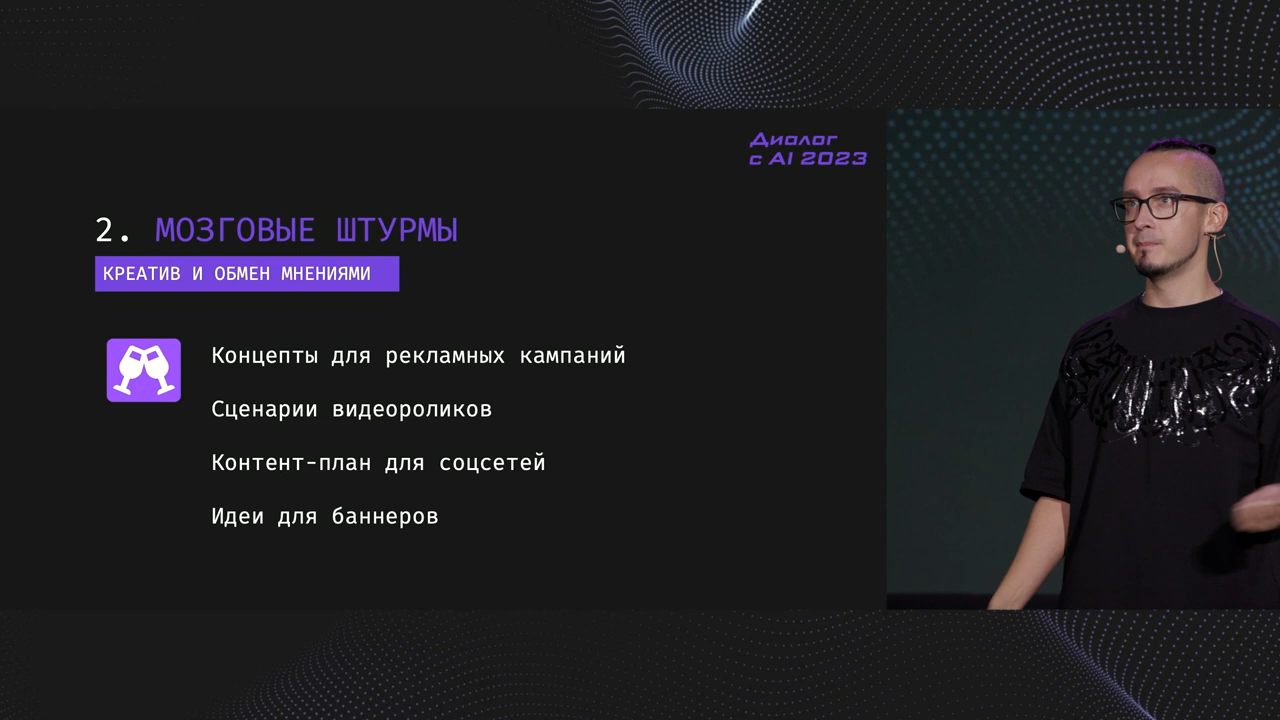 Диалог
с AI 2023
2. МОЗГОВЫЕ ШТУРМЫ
КРЕАТИВ И ОБМЕН МНЕНИЯМИ
Концепты для рекламных кампаний
Сценарии видеороликов
Контент-план для соцсетей
Идеи для баннеров